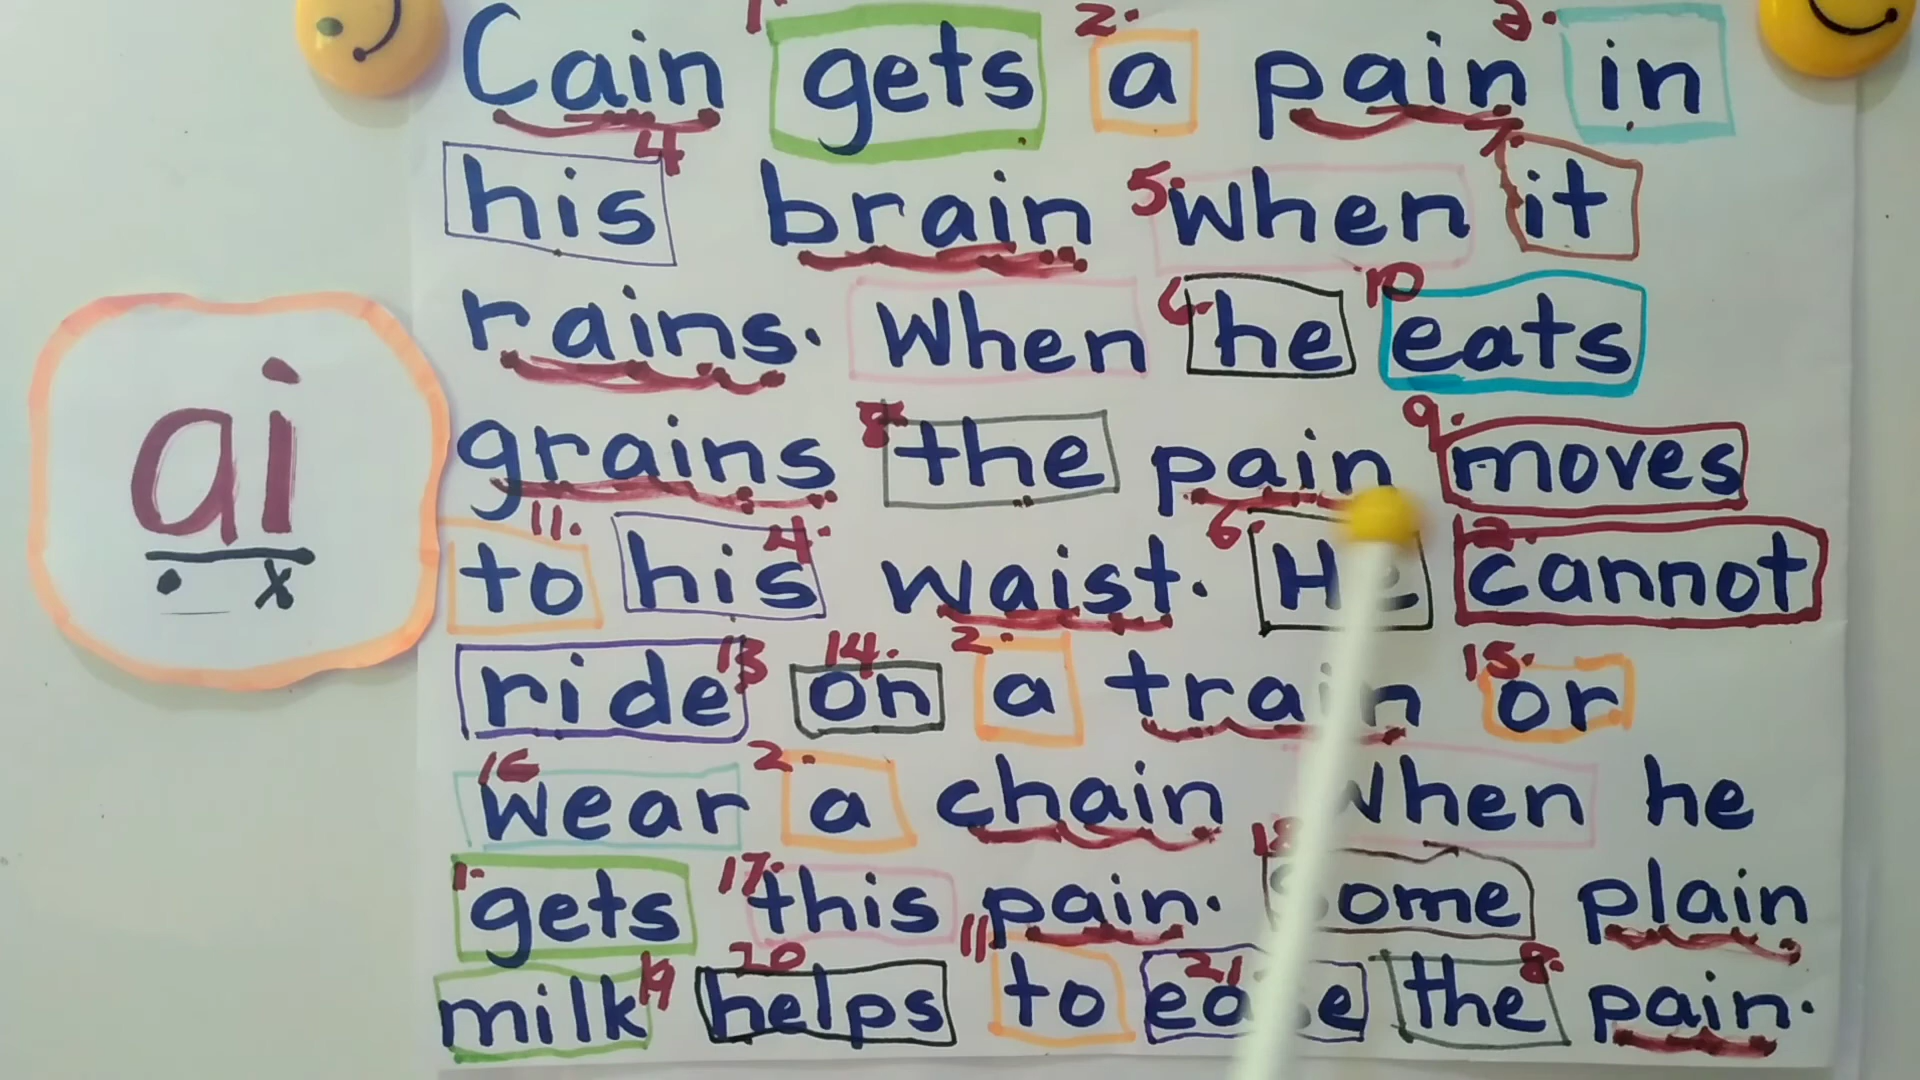 Cain gets a pain in
his brain when it
rains. When he eats
grains the pain moves
to his waist. He cannot
ride on a train or
wear a chain when he
gets this pain. Some plain
milk helps to ease the pain.
ai